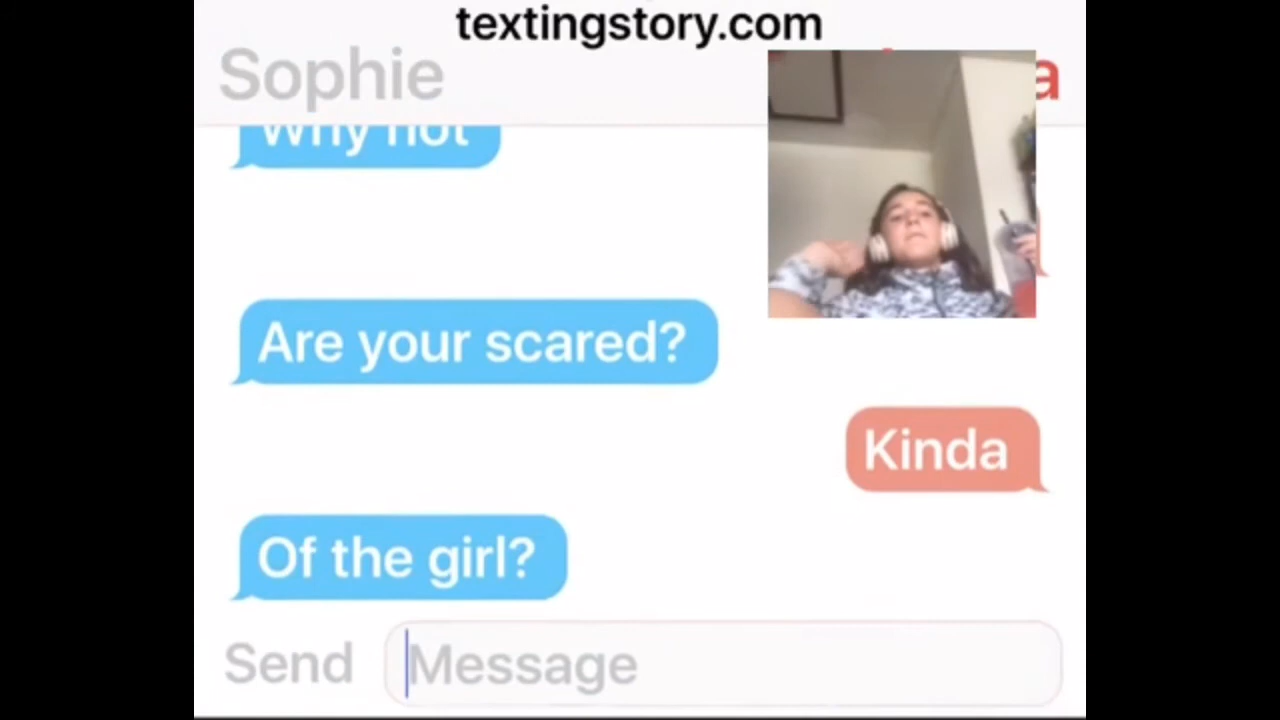 textingstory.com
Sophie
Why not
Are your scared?
Kinda
Of the girl?
Send
Message